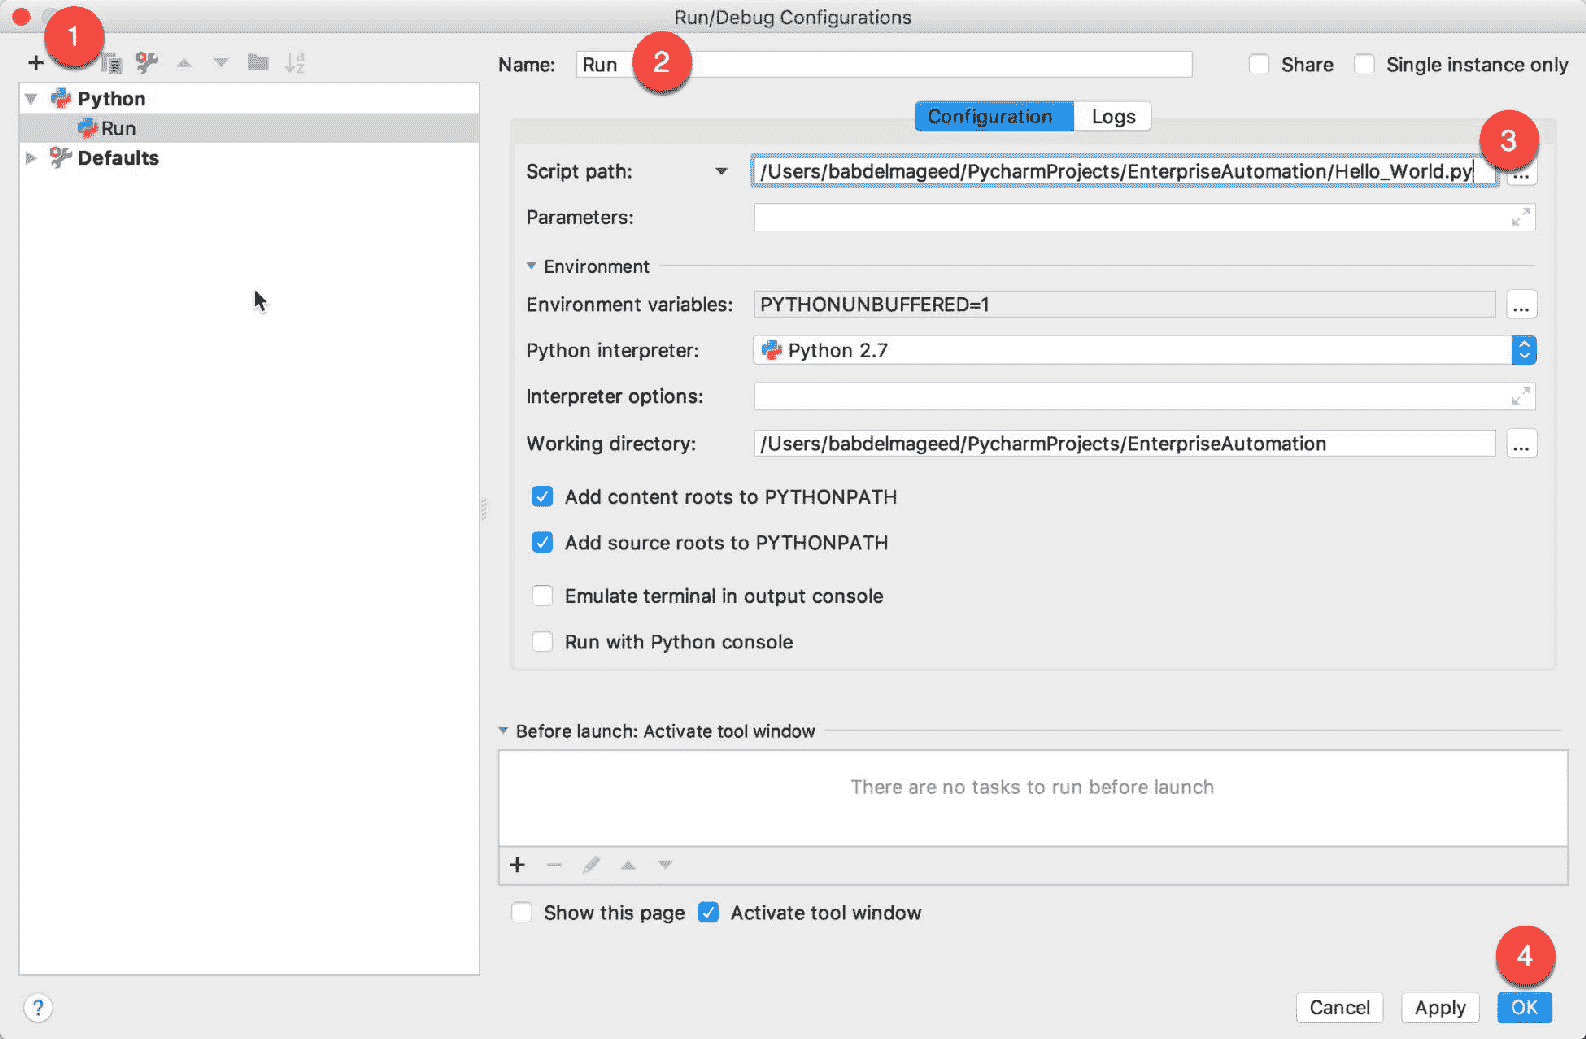 Run/Debug Configurations
1
Name: Run 2 Share Single instance only
Python
Run
Defaults
Configuration Logs
3
Script path: /Users/babdelmageed/PycharmProjects/EnterpriseAutomation/Hello_World.py ...
Parameters:
Environment
Environment variables: PYTHONUNBUFFERED=1 ...
Python interpreter: Python 2.7
Interpreter options:
Working directory: /Users/babdelmageed/PycharmProjects/EnterpriseAutomation ...
Add content roots to PYTHONPATH
Add source roots to PYTHONPATH
Emulate terminal in output console
Run with Python console
Before launch: Activate tool window
There are no tasks to run before launch
Show this page Activate tool window
4
? Cancel Apply OK